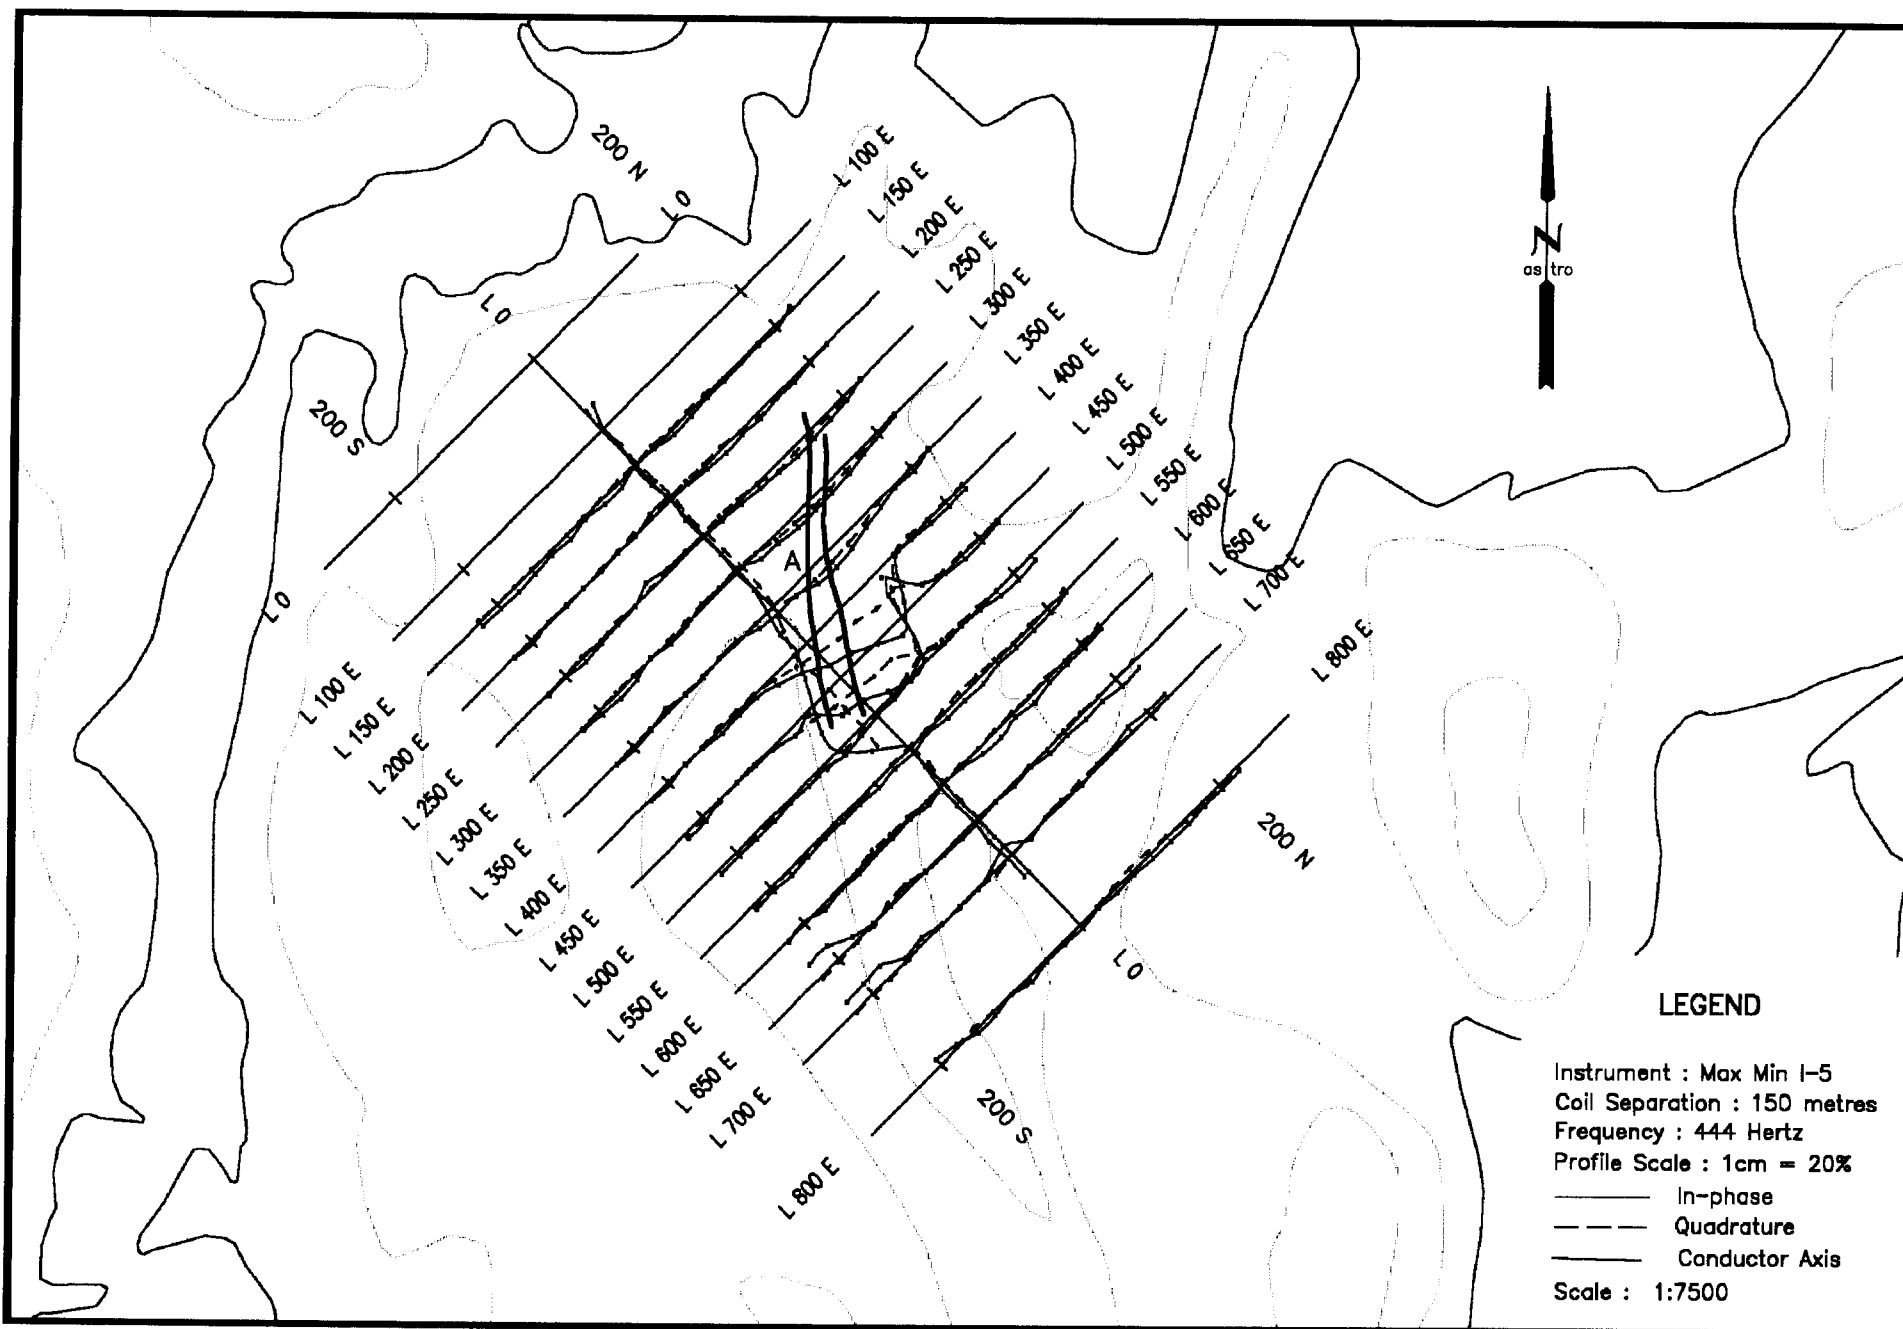 200 N
L 0
L 100 E
L 150 E
L 200 E
L 250 E
L 300 E
L 350 E
L 400 E
L 450 E
L 500 E
L 550 E
L 600 E
L 650 E
L 700 E
L 800 E
N
as tro
L 0
200 S
L 0
A
L 100 E
L 150 E
L 200 E
L 250 E
L 300 E
L 350 E
L 400 E
L 450 E
L 500 E
L 550 E
L 600 E
L 650 E
L 700 E
L 800 E
200 N
L 0
200 S
LEGEND
Instrument : Max Min I-5
Coil Separation : 150 metres
Frequency : 444 Hertz
Profile Scale : 1cm = 20%
In-phase
Quadrature
Conductor Axis
Scale : 1:7500